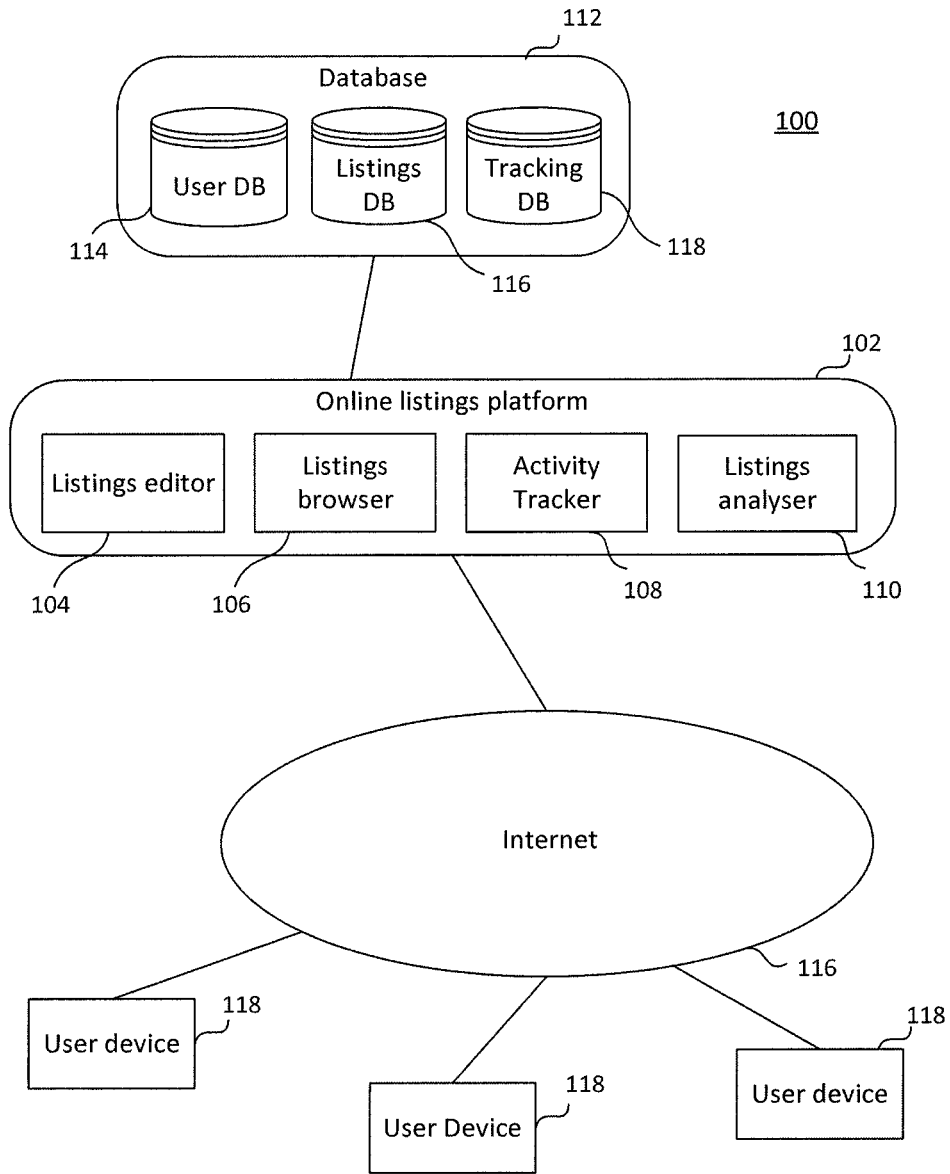 112
Database
100
User DB
Listings
DB
Tracking
DB
114
116
118
102
Online listings platform
Listings editor
Listings
browser
Activity
Tracker
Listings
analyser
104
106
108
110
Internet
116
User device
118
User Device
118
User device
118